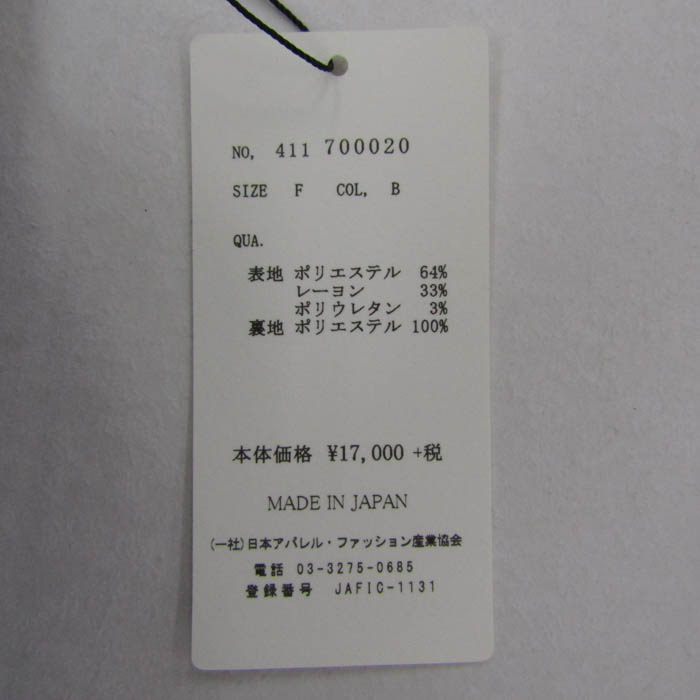 NO, 411 700020
SIZE F COL, B
QUA.
表地 ポリエステル 64%
レーヨン 33%
ポリウレタン 3%
裏地 ポリエステル 100%
本体価格 ¥17,000 +税
MADE IN JAPAN
(一社)日本アパレル・ファッション産業協会
電話 03-3275-0685
登録番号 JAFIC-1131